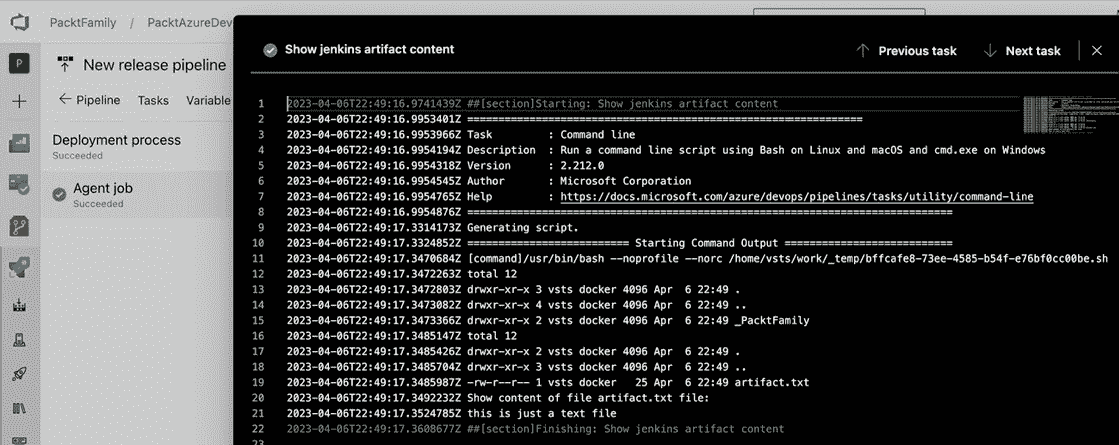 PacktFamily / PacktAzureDev
P
New release pipeline
Pipeline Tasks Variable
Deployment process
Succeeded
Agent job
Succeeded
Show jenkins artifact content
Previous task Next task
1 2023-04-06T22:49:16.9741439Z ##[section]Starting: Show jenkins artifact content
2 2023-04-06T22:49:16.9953401Z ==============================================================================
3 2023-04-06T22:49:16.9953966Z Task : Command line
4 2023-04-06T22:49:16.9954194Z Description : Run a command line script using Bash on Linux and macOS and cmd.exe on Windows
5 2023-04-06T22:49:16.9954318Z Version : 2.212.0
6 2023-04-06T22:49:16.9954545Z Author : Microsoft Corporation
7 2023-04-06T22:49:16.9954765Z Help : https://docs.microsoft.com/azure/devops/pipelines/tasks/utility/command-line
8 2023-04-06T22:49:16.9954876Z ==============================================================================
9 2023-04-06T22:49:17.3314173Z Generating script.
10 2023-04-06T22:49:17.3324852Z ========================== Starting Command Output ===========================
11 2023-04-06T22:49:17.3470684Z [command]/usr/bin/bash --noprofile --norc /home/vsts/work/_temp/bffcafe8-73ee-4585-b54f-e76bf0cc00be.sh
12 2023-04-06T22:49:17.3472263Z total 12
13 2023-04-06T22:49:17.3472803Z drwxr-xr-x 3 vsts docker 4096 Apr 6 22:49 .
14 2023-04-06T22:49:17.3473082Z drwxr-xr-x 4 vsts docker 4096 Apr 6 22:49 ..
15 2023-04-06T22:49:17.3473366Z drwxr-xr-x 2 vsts docker 4096 Apr 6 22:49 _PacktFamily
16 2023-04-06T22:49:17.3485147Z total 12
17 2023-04-06T22:49:17.3485426Z drwxr-xr-x 2 vsts docker 4096 Apr 6 22:49 .
18 2023-04-06T22:49:17.3485704Z drwxr-xr-x 3 vsts docker 4096 Apr 6 22:49 ..
19 2023-04-06T22:49:17.3485987Z -rw-r--r-- 1 vsts docker 25 Apr 6 22:49 artifact.txt
20 2023-04-06T22:49:17.3492232Z Show content of file artifact.txt file:
21 2023-04-06T22:49:17.3524785Z this is just a text file
22 2023-04-06T22:49:17.3608677Z ##[section]Finishing: Show jenkins artifact content
23